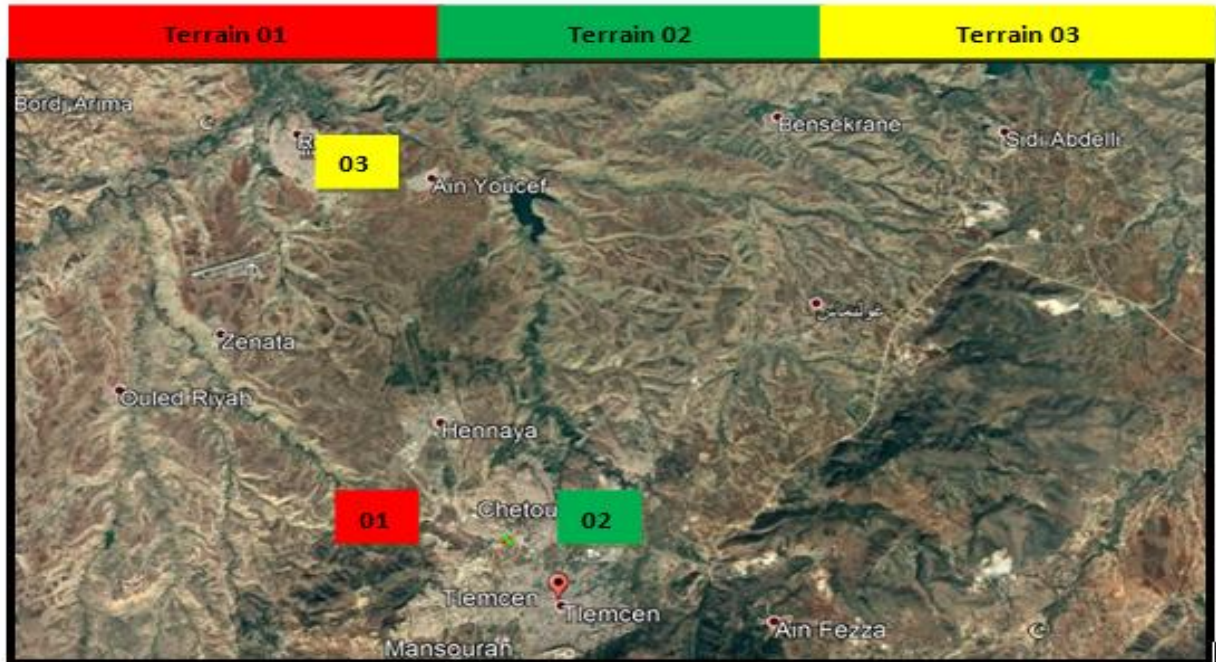 Terrain 01
Terrain 02
Terrain 03
Bordj Arima
Bensekrane
Sidi Abdelli
R
03
Ain Youcef
Zenata
Ouled Riyah
Hennaya
01
Chetou
02
Tlemcen
Tlemcen
Mansourah
Ain Fezza